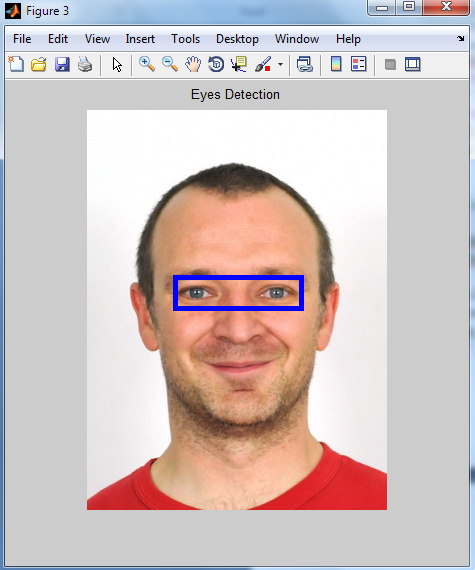 Figure 3
File Edit View Insert Tools Desktop Window Help
Eyes Detection